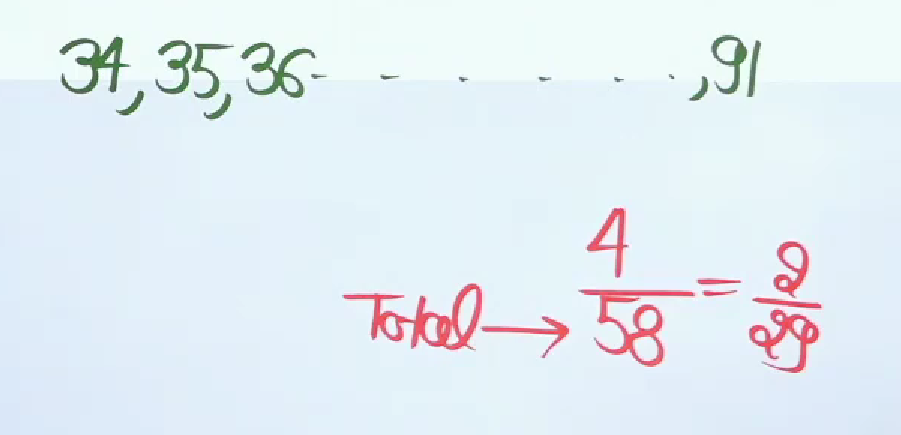 34, 35, 36 - - . . . . . , 91
Total → 4/58 = 2/29